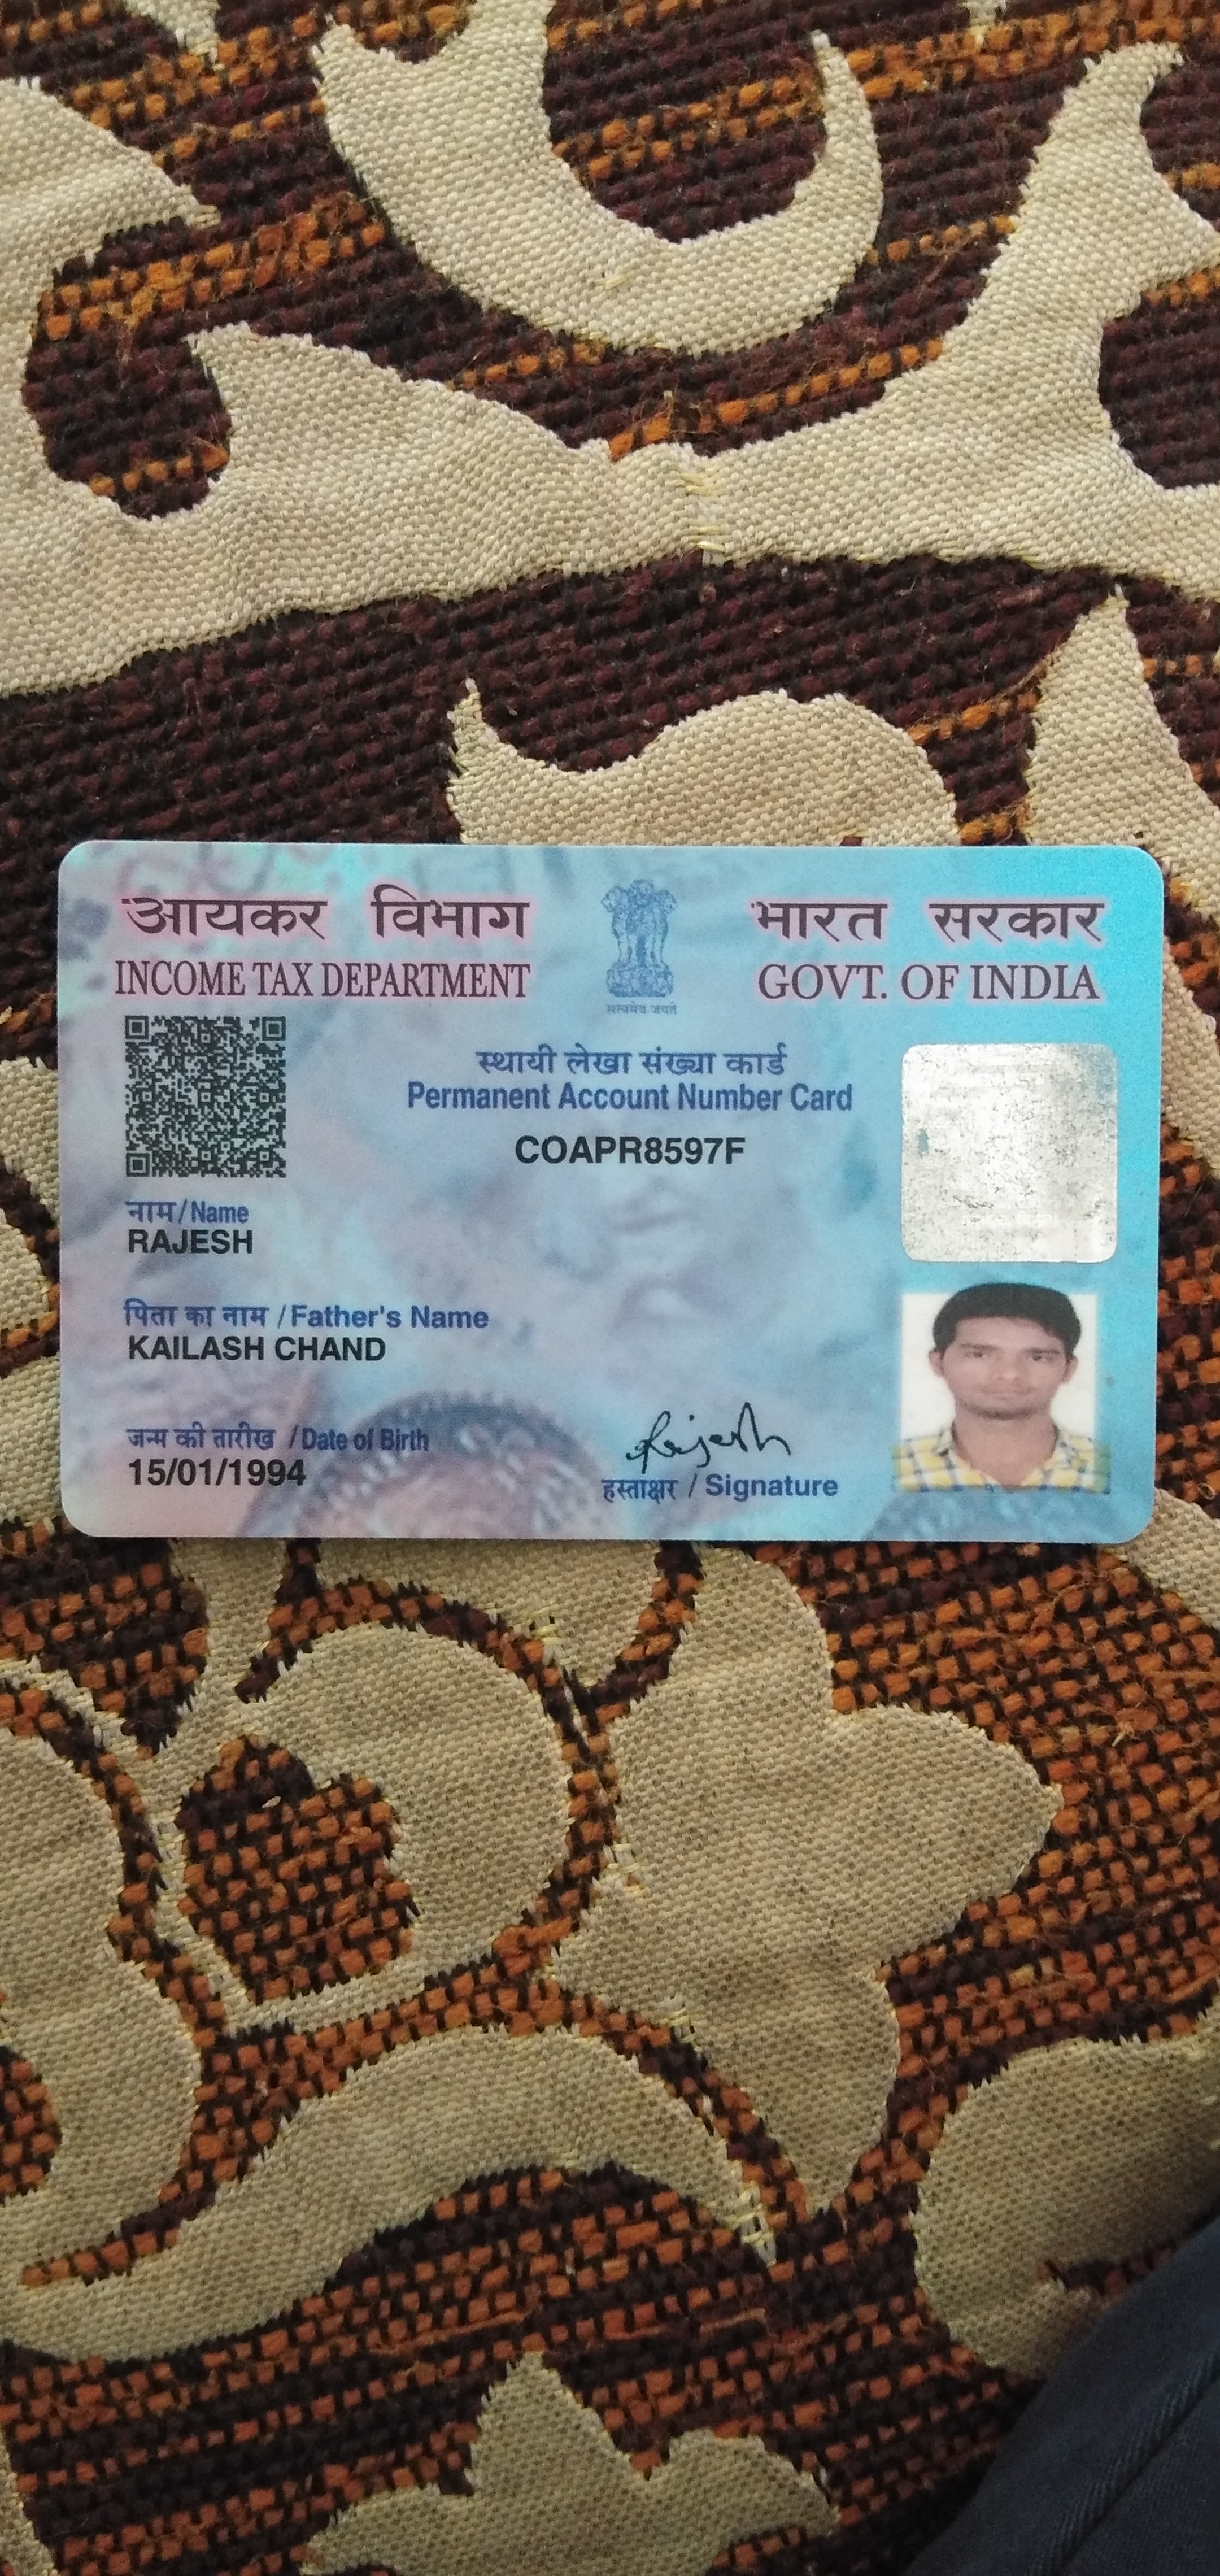 आयकर विभाग भारत सरकार
INCOME TAX DEPARTMENT GOVT. OF INDIA
सत्यमेव जयते
स्थायी लेखा संख्या कार्ड
Permanent Account Number Card
COAPR8597F
नाम / Name
RAJESH
पिता का नाम / Father's Name
KAILASH CHAND
जन्म की तारीख / Date of Birth
15/01/1994
Rajesh
हस्ताक्षर / Signature